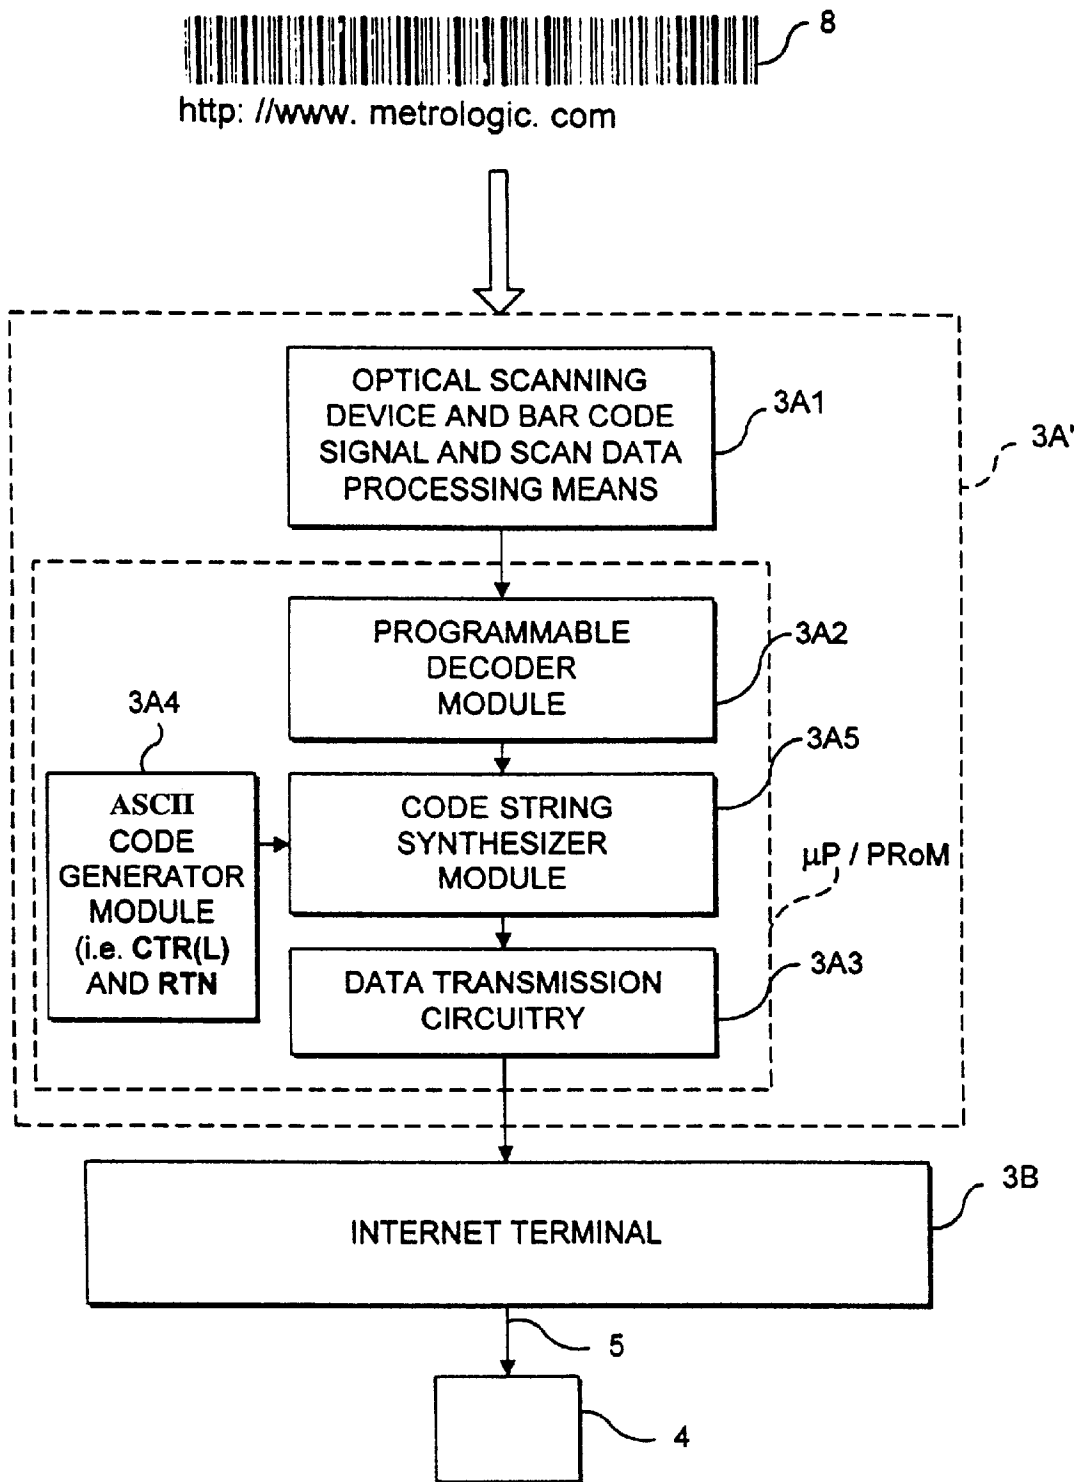 8
http: //www. metrologic. com
OPTICAL SCANNING
DEVICE AND BAR CODE
SIGNAL AND SCAN DATA
PROCESSING MEANS
3A1
3A'
PROGRAMMABLE
DECODER
MODULE
3A2
3A4
ASCII
CODE
GENERATOR
MODULE
(i.e. CTR(L)
AND RTN
CODE STRING
SYNTHESIZER
MODULE
3A5
µP / PRoM
DATA TRANSMISSION
CIRCUITRY
3A3
INTERNET TERMINAL
3B
5
4